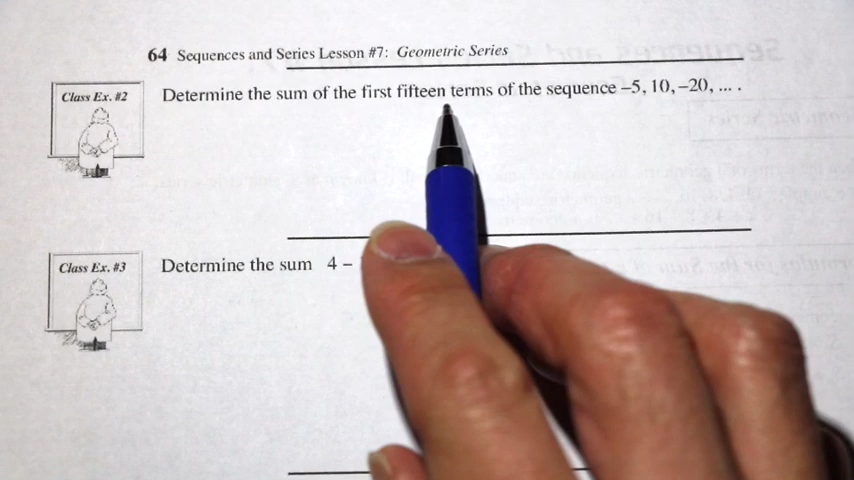 64 Sequences and Series Lesson #7: Geometric Series
Class Ex. #2
Determine the sum of the first fifteen terms of the sequence –5, 10, –20, ... .
Class Ex. #3
Determine the sum 4 –